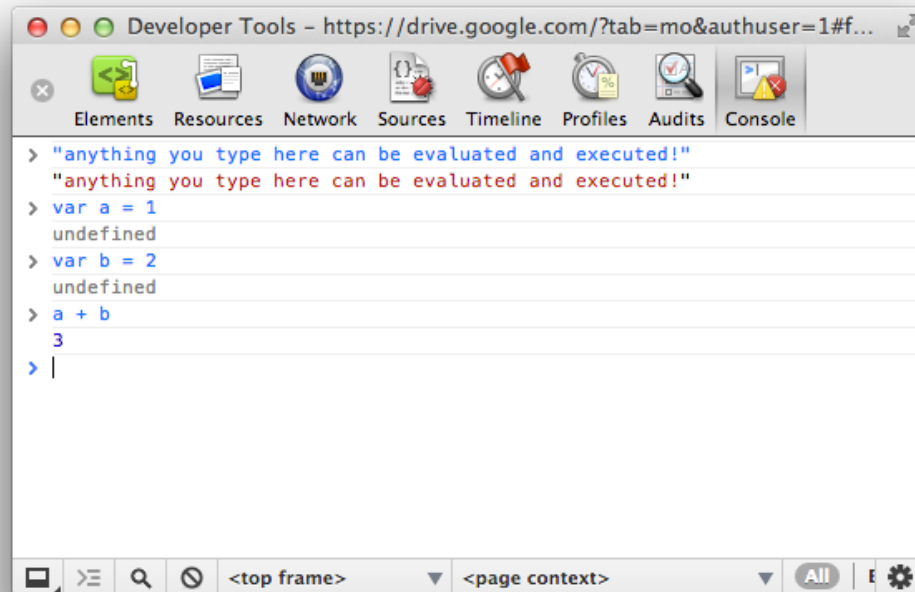 Developer Tools – https://drive.google.com/?tab=mo&authuser=1#f...
Elements Resources Network Sources Timeline Profiles Audits Console
> "anything you type here can be evaluated and executed!"
"anything you type here can be evaluated and executed!"
> var a = 1
undefined
> var b = 2
undefined
> a + b
3
>
<top frame> <page context> All